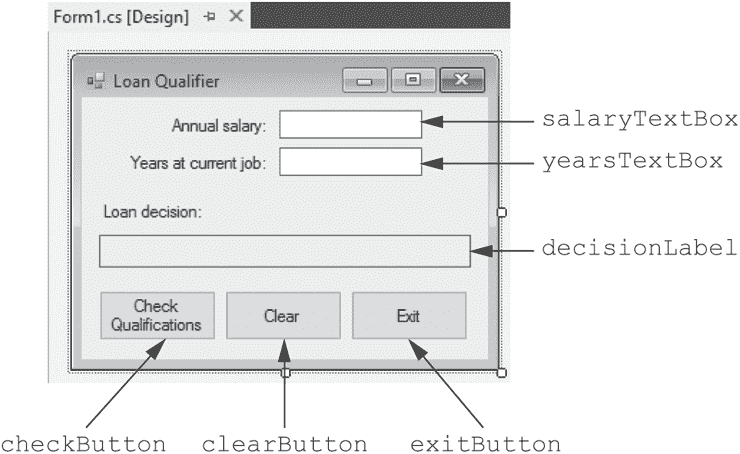 Form1.cs [Design]
Loan Qualifier
Annual salary:
salaryTextBox
Years at current job:
yearsTextBox
Loan decision:
decisionLabel
Check
Qualifications
Clear
Exit
checkButton
clearButton
exitButton